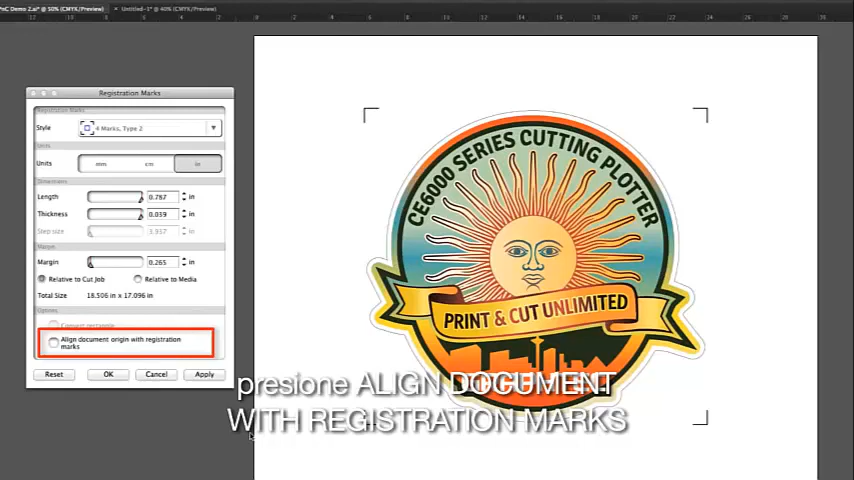 PnC Demo 2.ai* @ 50% (CMYK/Preview)
× Untitled-1* @ 40% (CMYK/Preview)
Registration Marks
Registration Marks
Style
4 Marks, Type 2
Units
Units
mm
cm
in
Dimensions
Length
0.787
in
Thickness
0.039
in
Step size
3.937
in
Margin
Margin
0.265
in
Relative to Cut Job
Relative to Media
Total Size
18.506 in x 17.096 in
Options
Convert rectangle
Align document origin with registration
marks
Reset
OK
Cancel
Apply
CE6000 SERIES CUTTING PLOTTER
PRINT & CUT UNLIMITED
presione ALIGN DOCUMENT
WITH REGISTRATION MARKS